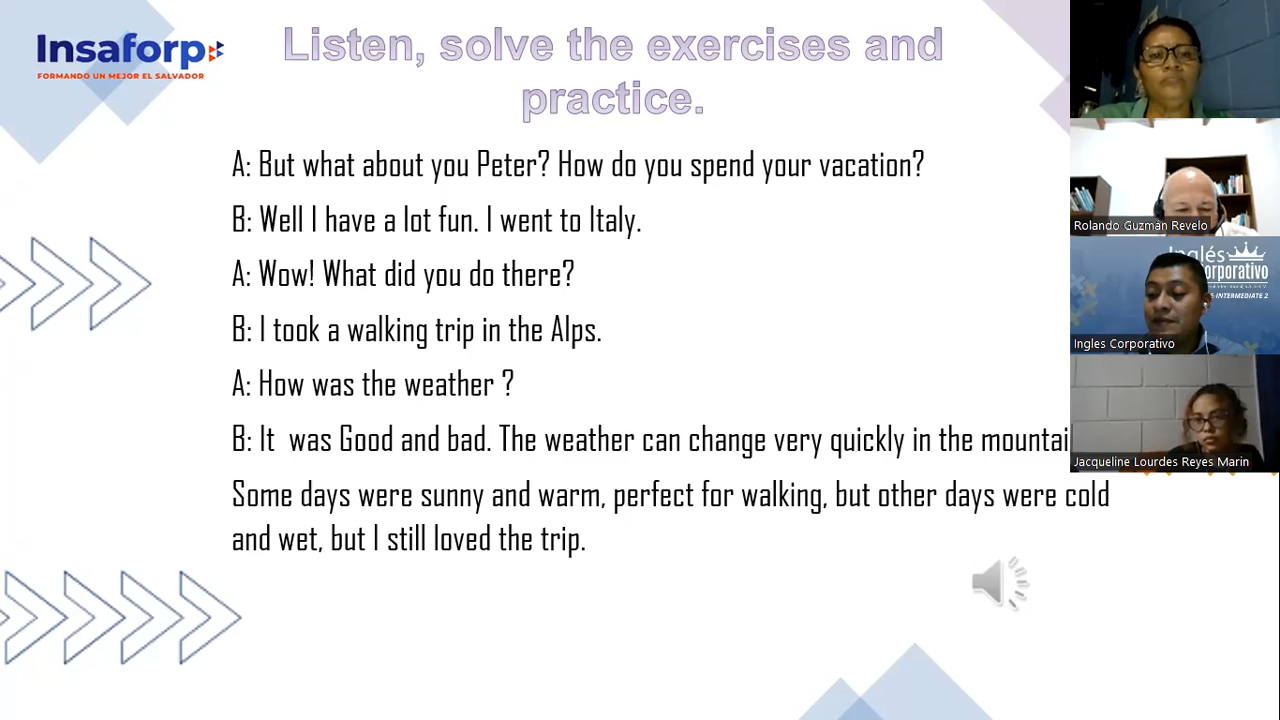 Insaforp
FORMANDO UN MEJOR EL SALVADOR
Listen, solve the exercises and
practice.
A: But what about you Peter? How do you spend your vacation?
B: Well I have a lot fun. I went to Italy.
A: Wow! What did you do there?
B: I took a walking trip in the Alps.
A: How was the weather ?
B: It was Good and bad. The weather can change very quickly in the
Some days were sunny and warm, perfect for walking, but other days were cold
and wet, but I still loved the trip.
Rolando Guzmán Revelo
Inglés
Corporativo
INTERMEDIATE 2
Ingles Corporativo
Jacqueline Lourdes Reyes Marin